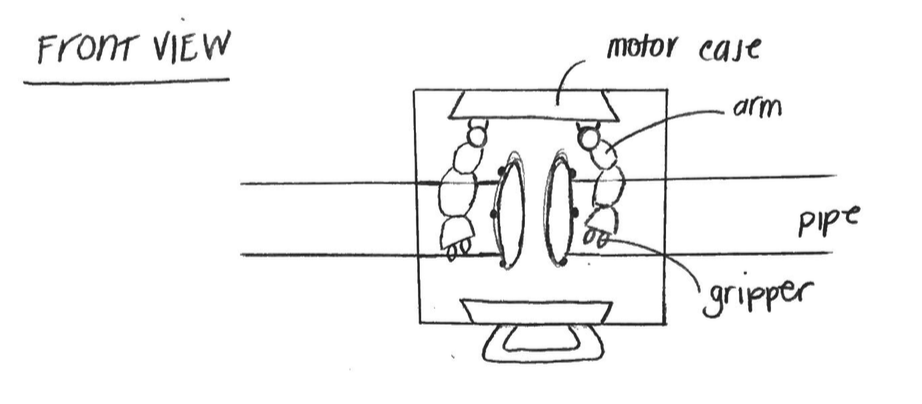 FRONT VIEW
motor case
arm
pipe
gripper